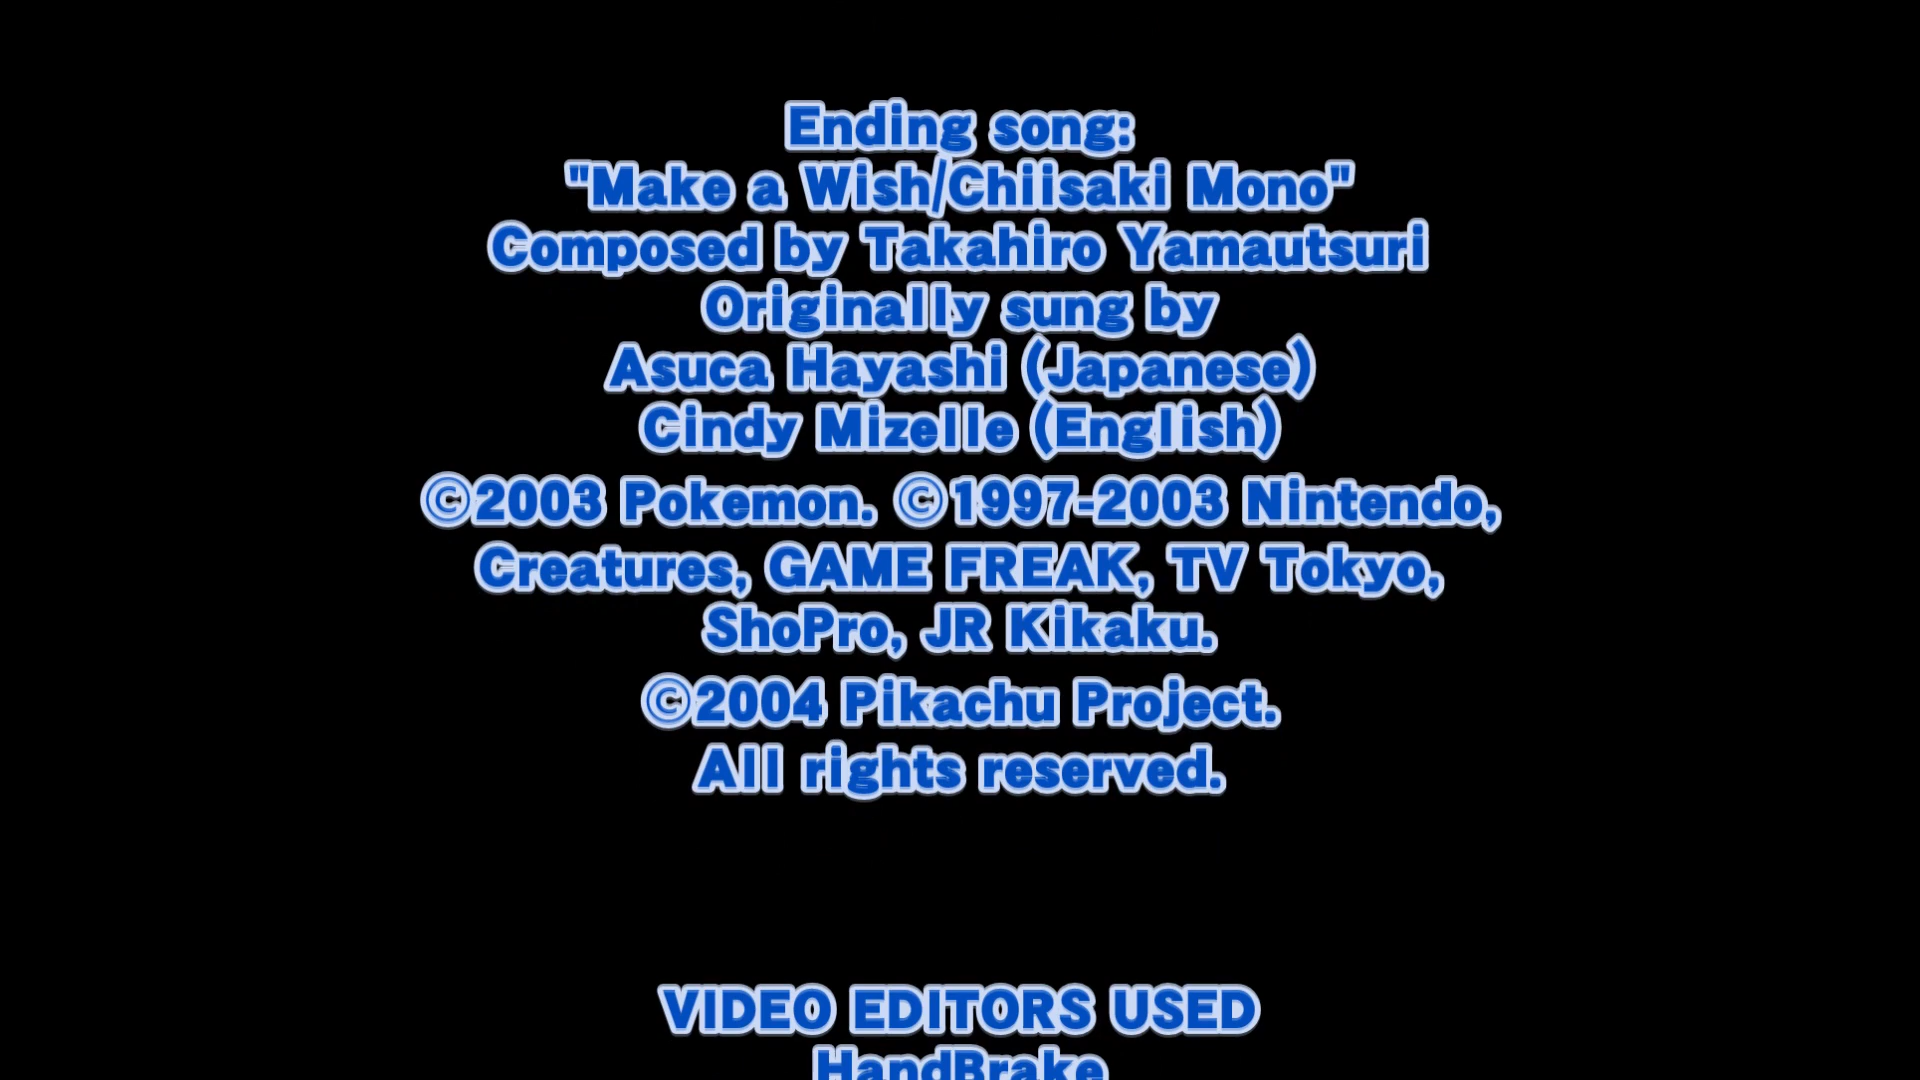 Ending song:
"Make a Wish/Chiisaki Mono"
Composed by Takahiro Yamautsuri
Originally sung by
Asuca Hayashi (Japanese)
Cindy Mizelle (English)
©2003 Pokemon. ©1997-2003 Nintendo,
Creatures, GAME FREAK, TV Tokyo,
ShoPro, JR Kikaku.
©2004 Pikachu Project.
All rights reserved.
VIDEO EDITORS USED
HandBrake